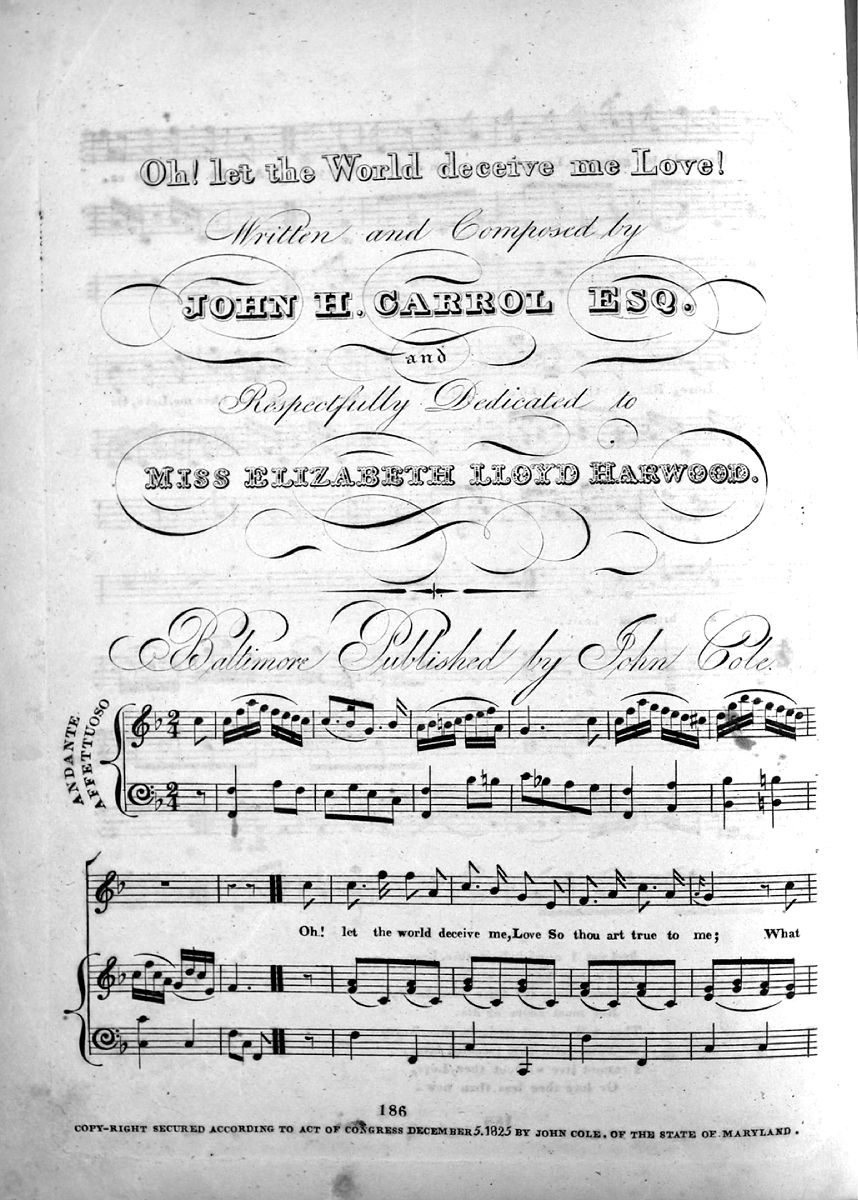 Oh! let the World deceive me Love!
Written and Composed by
JOHN H. CARROL ESQ.
and
Respectfully Dedicated to
MISS ELIZABETH LLOYD HARWOOD.
Baltimore Published by John Cole.
ANDANTE.
AFFETTUOSO
Oh! let the world deceive me, Love So thou art true to me; What
186
COPY-RIGHT SECURED ACCORDING TO ACT OF CONGRESS DECEMBER 5. 1825 BY JOHN COLE, OF THE STATE OF MARYLAND.